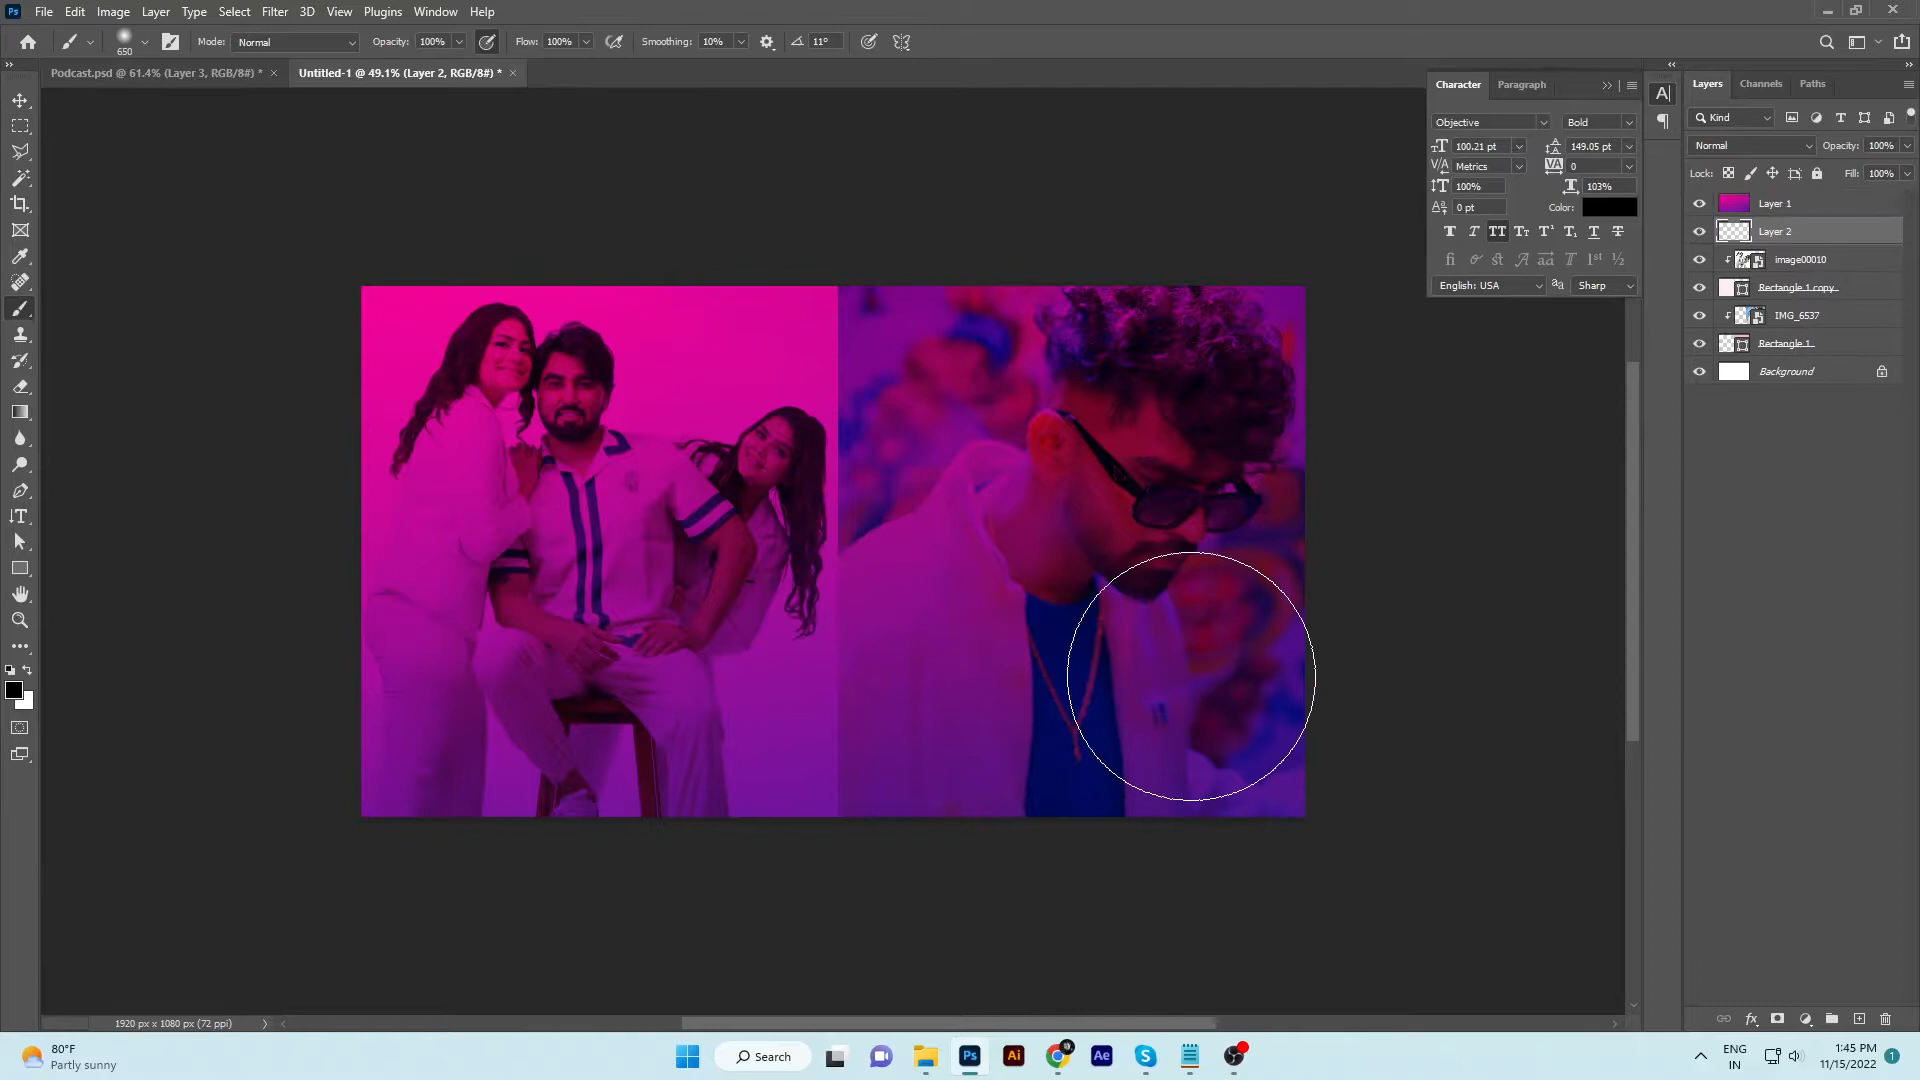 Ps File Edit Image Layer Type Select Filter 3D View Plugins Window Help
650 Mode: Normal Opacity: 100% Flow: 100% Smoothing: 10% 11°
Podcast.psd @ 61.4% (Layer 3, RGB/8#) * × Untitled-1 @ 49.1% (Layer 2, RGB/8#) * ×
Character Paragraph
Objective Bold
100.21 pt 149.05 pt
Metrics 0
100% 103%
0 pt Color:
English: USA Sharp
Layers Channels Paths
Kind
Normal Opacity: 100%
Lock: Fill: 100%
Layer 1
Layer 2
image00010
Rectangle 1 copy
IMG_6537
Rectangle 1
Background
1920 px x 1080 px (72 ppi)
80°F
Partly sunny
Search
Ps Ai Ae
ENG
IN
1:45 PM
11/15/2022
1